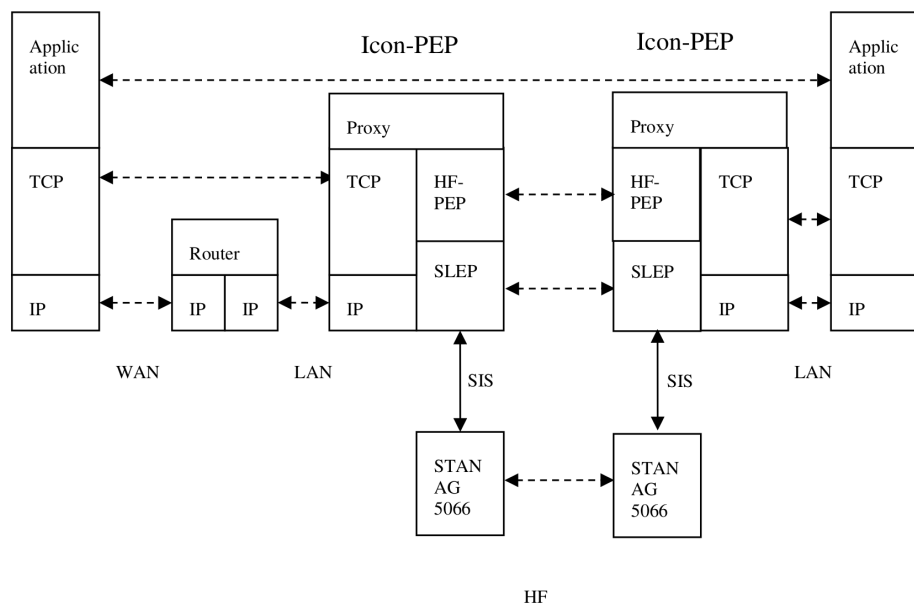 Applic
ation
Icon-PEP
Icon-PEP
Applic
ation
Proxy
Proxy
TCP
TCP
HF-
PEP
HF-
PEP
TCP
TCP
Router
SLEP
SLEP
IP
IP
IP
IP
IP
IP
WAN
LAN
SIS
SIS
LAN
STAN
AG
5066
STAN
AG
5066
HF